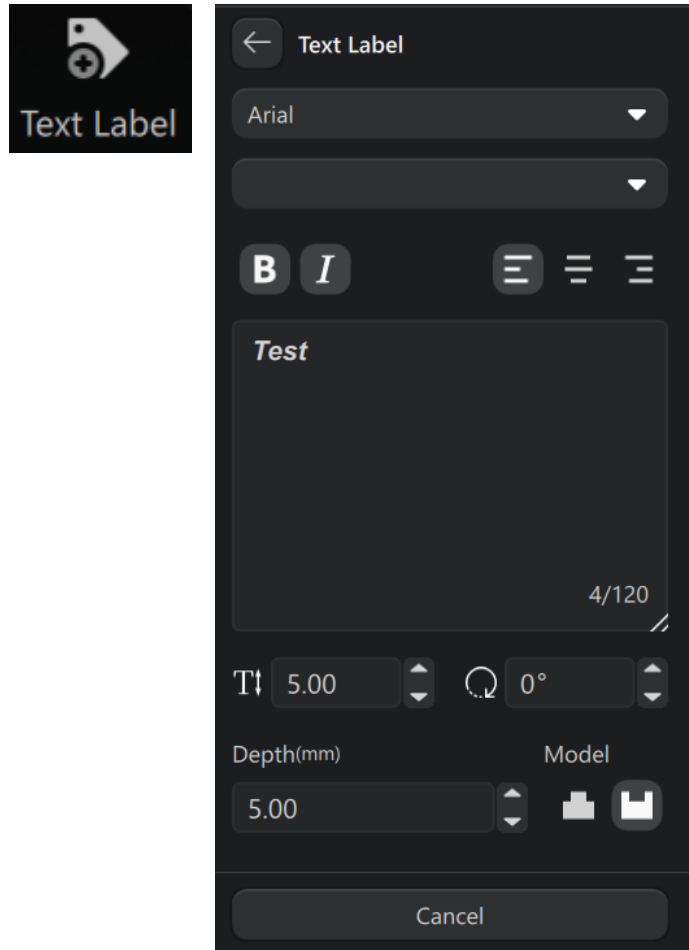 Text Label
Text Label
Arial
B I
Test
4/120
T 5.00 0°
Depth(mm) Model
5.00
Cancel